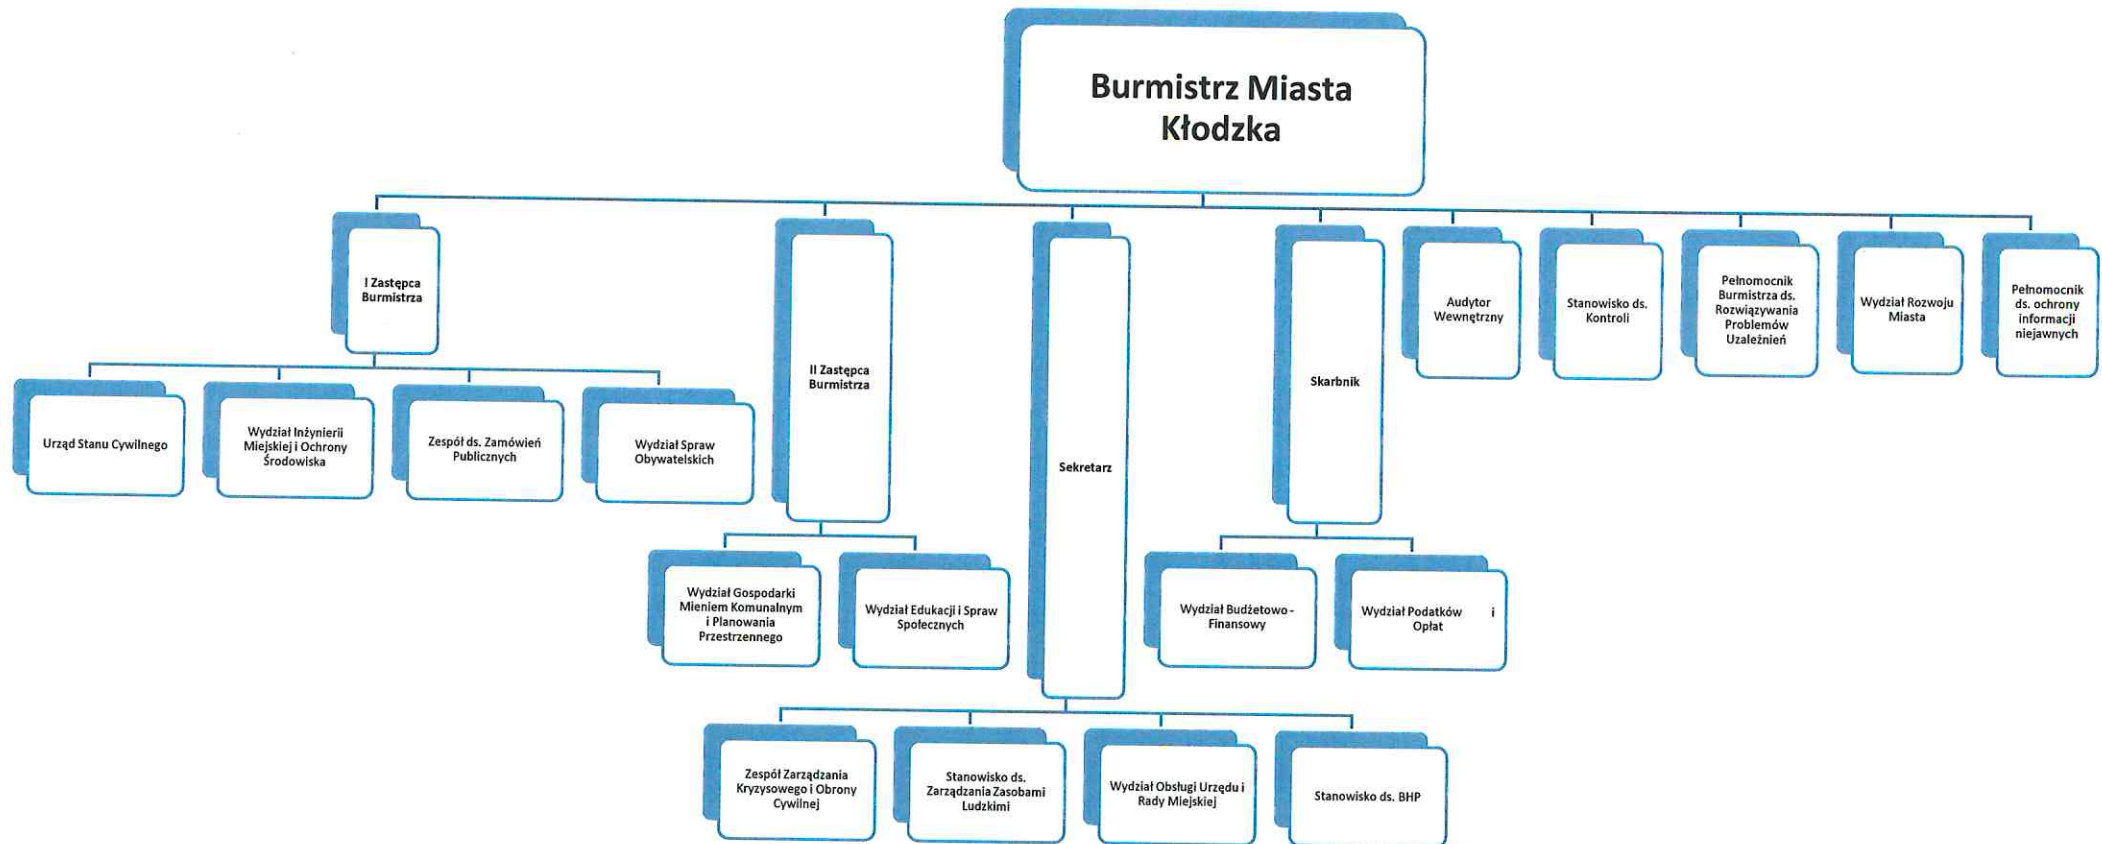 Burmistrz Miasta
Kłodzka
I Zastępca
Burmistrza
II Zastępca
Burmistrza
Sekretarz
Skarbnik
Audytor
Wewnętrzny
Stanowisko ds.
Kontroli
Pełnomocnik
Burmistrza ds.
Rozwiązywania
Problemów
Uzależnień
Wydział Rozwoju
Miasta
Pełnomocnik
ds. ochrony
informacji
niejawnych
Urząd Stanu Cywilnego
Wydział Inżynierii
Miejskiej i Ochrony
Środowiska
Zespół ds. Zamówień
Publicznych
Wydział Spraw
Obywatelskich
Wydział Gospodarki
Mieniem Komunalnym
i Planowania
Przestrzennego
Wydział Edukacji i Spraw
Społecznych
Wydział Budżetowo -
Finansowy
Wydział Podatków i
Opłat
Zespół Zarządzania
Kryzysowego i Obrony
Cywilnej
Stanowisko ds.
Zarządzania Zasobami
Ludzkimi
Wydział Obsługi Urzędu i
Rady Miejskiej
Stanowisko ds. BHP